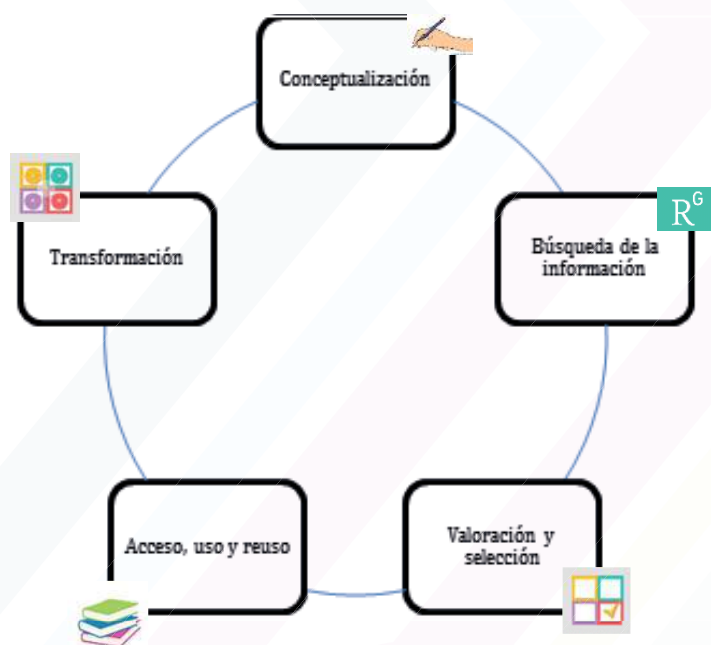 Conceptualización
Búsqueda de la
información
RG
Valoración y
selección
Acceso, uso y reuso
Transformación